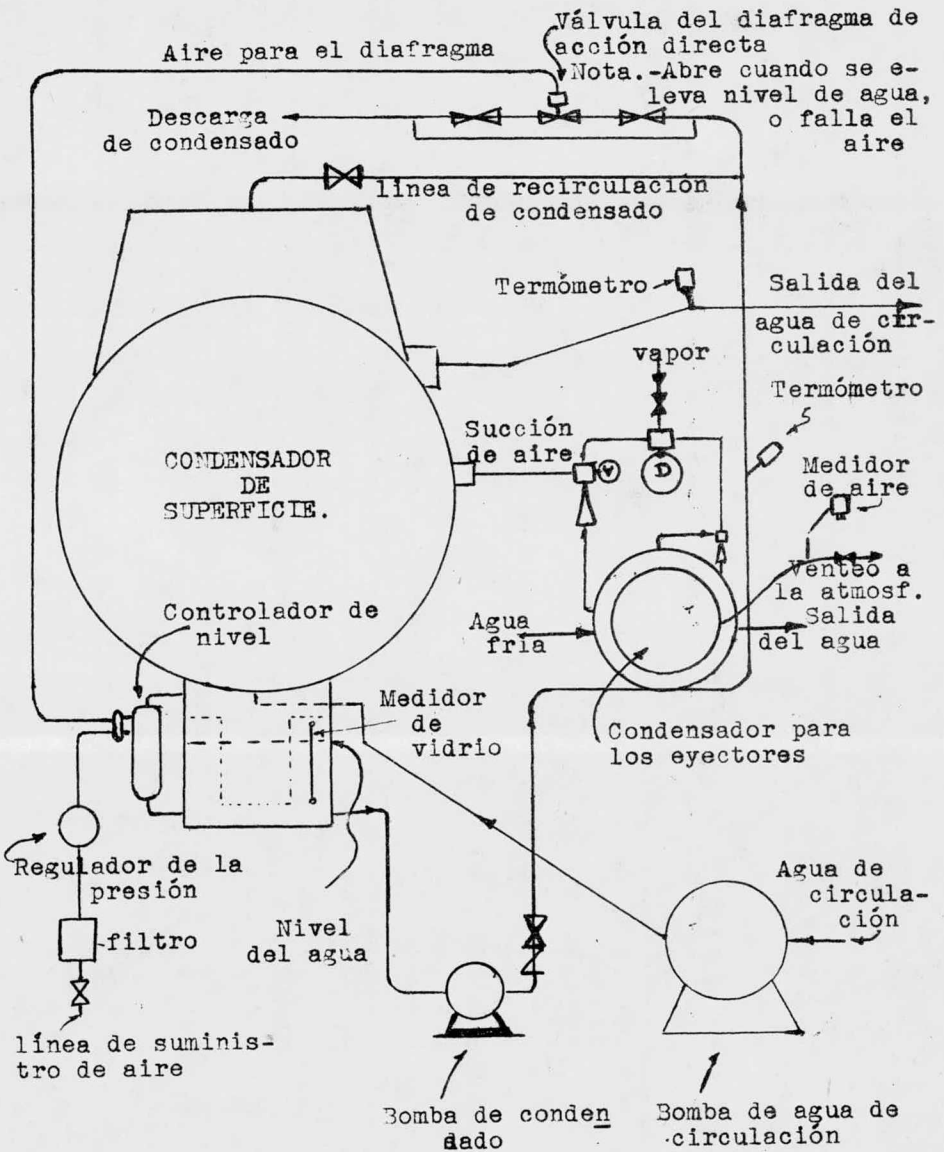 Válvula del diafragma de
acción directa
Nota.-Abre cuando se e-
leva nivel de agua,
o falla el
aire
Aire para el diafragma
Descarga
de condensado
línea de recirculación
de condensado
Termómetro
Salida del
agua de cir-
culación
vapor
Termómetro
Succión
de aire
V
D
Medidor
de aire
CONDENSADOR
DE
SUPERFICIE.
Venteo a
la atmosf.
Salida
del agua
Agua
fría
Controlador de
nivel
Medidor
de
vidrio
Condensador para
los eyectores
Regulador de la
presión
Agua de
circula-
ción
Nivel
del agua
filtro
línea de suminis-
tro de aire
Bomba de conden
dado
Bomba de agua de
circulación